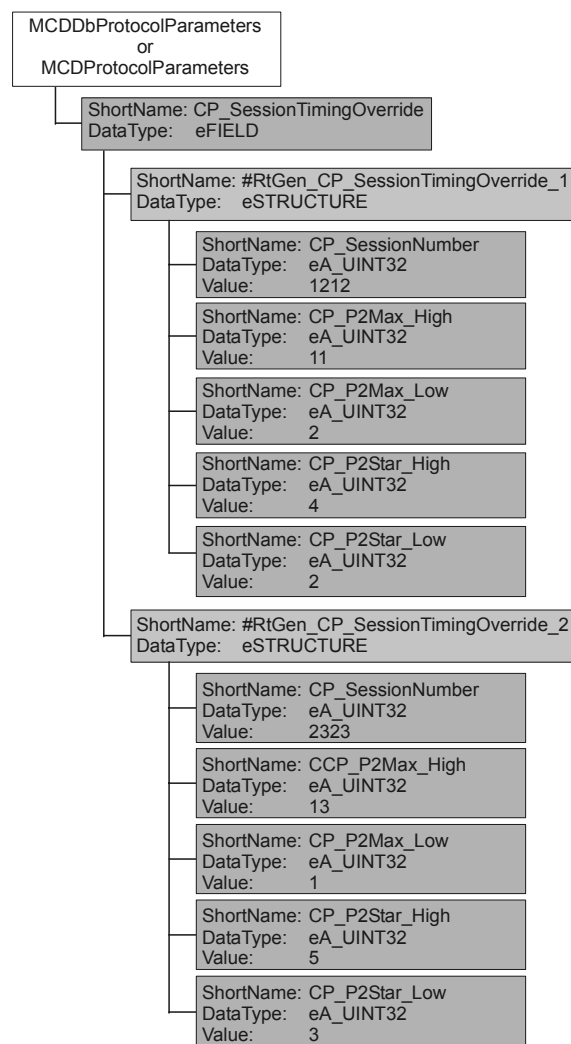 MCDDbProtocolParameters
or
MCDProtocolParameters
ShortName: CP_SessionTimingOverride
DataType: eFIELD
ShortName: #RtGen_CP_SessionTimingOverride_1
DataType: eSTRUCTURE
ShortName: CP_SessionNumber
DataType: eA_UINT32
Value: 1212
ShortName: CP_P2Max_High
DataType: eA_UINT32
Value: 11
ShortName: CP_P2Max_Low
DataType: eA_UINT32
Value: 2
ShortName: CP_P2Star_High
DataType: eA_UINT32
Value: 4
ShortName: CP_P2Star_Low
DataType: eA_UINT32
Value: 2
ShortName: #RtGen_CP_SessionTimingOverride_2
DataType: eSTRUCTURE
ShortName: CP_SessionNumber
DataType: eA_UINT32
Value: 2323
ShortName: CCP_P2Max_High
DataType: eA_UINT32
Value: 13
ShortName: CP_P2Max_Low
DataType: eA_UINT32
Value: 1
ShortName: CP_P2Star_High
DataType: eA_UINT32
Value: 5
ShortName: CP_P2Star_Low
DataType: eA_UINT32
Value: 3